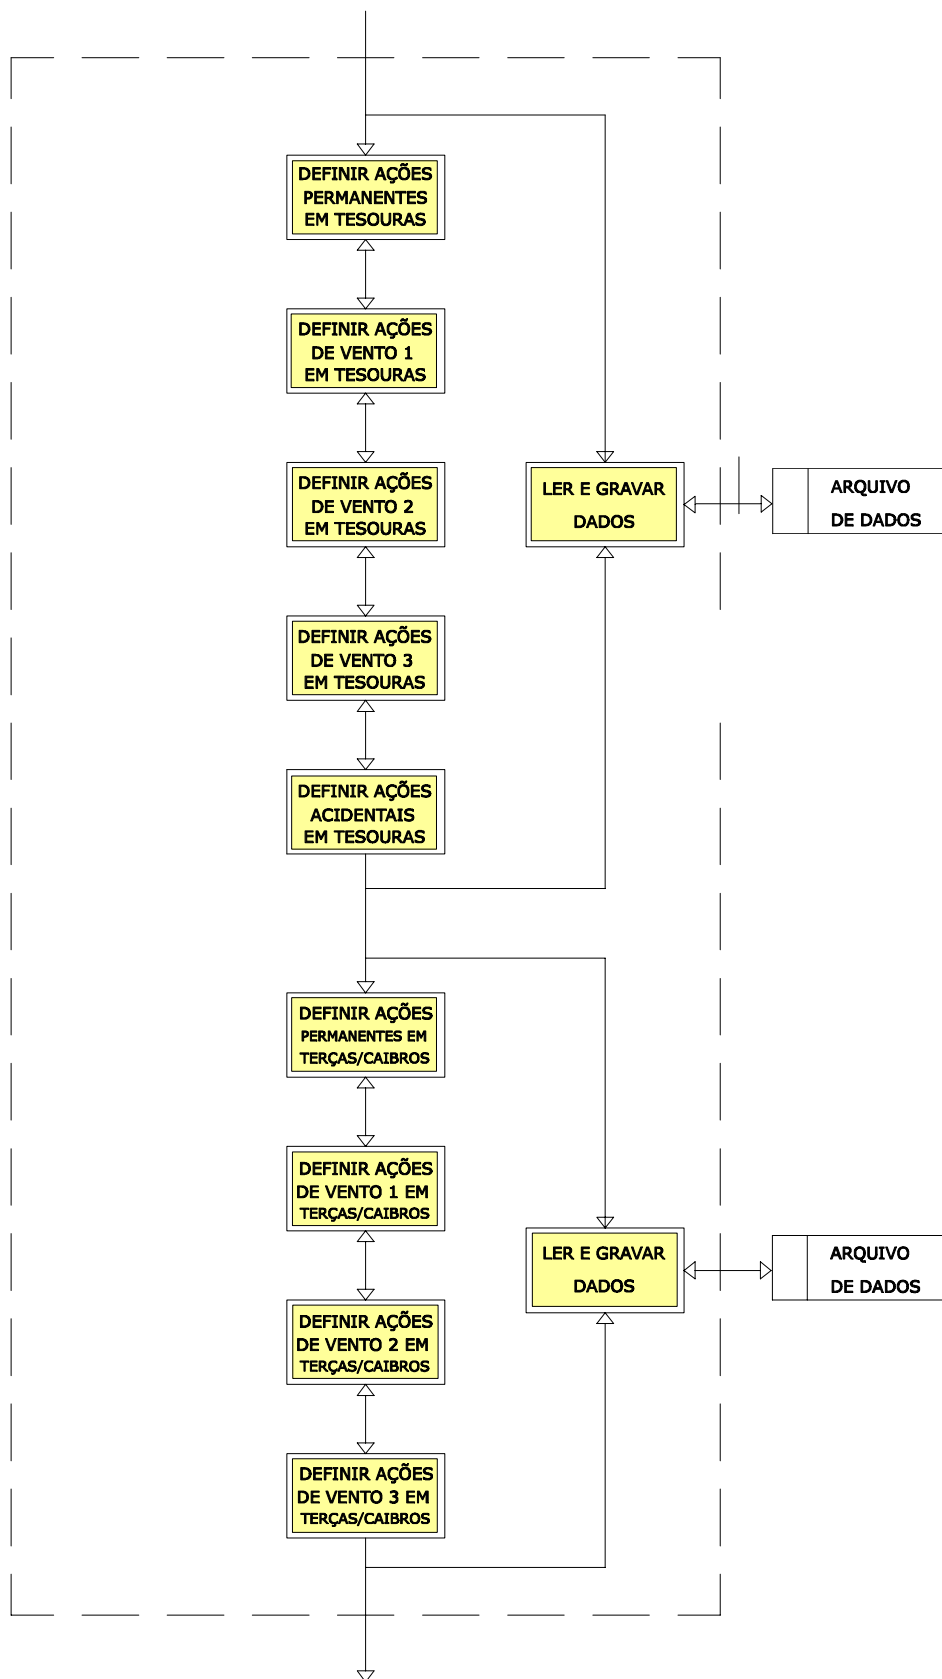 DEFINIR AÇÕES
PERMANENTES
EM TESOURAS
DEFINIR AÇÕES
DE VENTO 1
EM TESOURAS
DEFINIR AÇÕES
DE VENTO 2
EM TESOURAS
LER E GRAVAR
DADOS
ARQUIVO
DE DADOS
DEFINIR AÇÕES
DE VENTO 3
EM TESOURAS
DEFINIR AÇÕES
ACIDENTAIS
EM TESOURAS
DEFINIR AÇÕES
PERMANENTES EM
TERÇAS/CAIBROS
DEFINIR AÇÕES
DE VENTO 1 EM
TERÇAS/CAIBROS
LER E GRAVAR
DADOS
ARQUIVO
DE DADOS
DEFINIR AÇÕES
DE VENTO 2 EM
TERÇAS/CAIBROS
DEFINIR AÇÕES
DE VENTO 3 EM
TERÇAS/CAIBROS